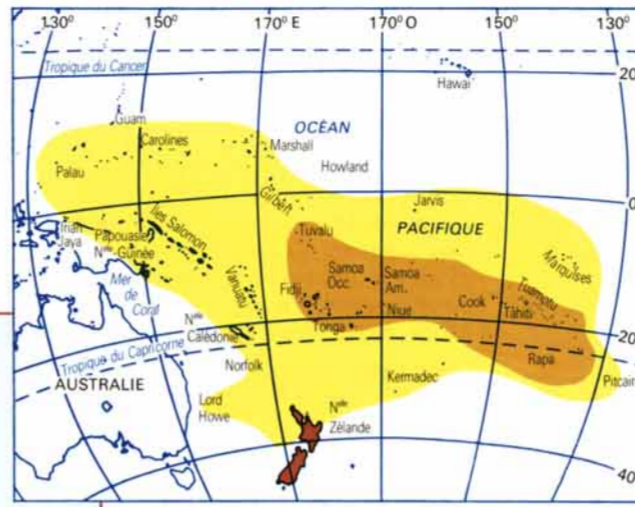 130° 150° 170° E 170° O 150° 130°
Tropique du Cancer
20
Hawaï
Guam
OCÉAN
Carolines
Marshall
Howland
Palau
Gilbert
Jarvis
0
PACIFIQUE
Irian
Jaya
Papouasie
Nlle-Guinée
Îles Salomon
Tuvalu
Marquises
Mer
de
Corail
Vanuatu
Samoa
Occ.
Samoa
Am.
Fidji
Niue
Cook
Tuamotu
Tahiti
Tonga
20
Nlle
Calédonie
Tropique du Capricorne
Rapa
Norfolk
AUSTRALIE
Kermadec
Pitcair
Lord
Howe
Nlle
Zélande
40